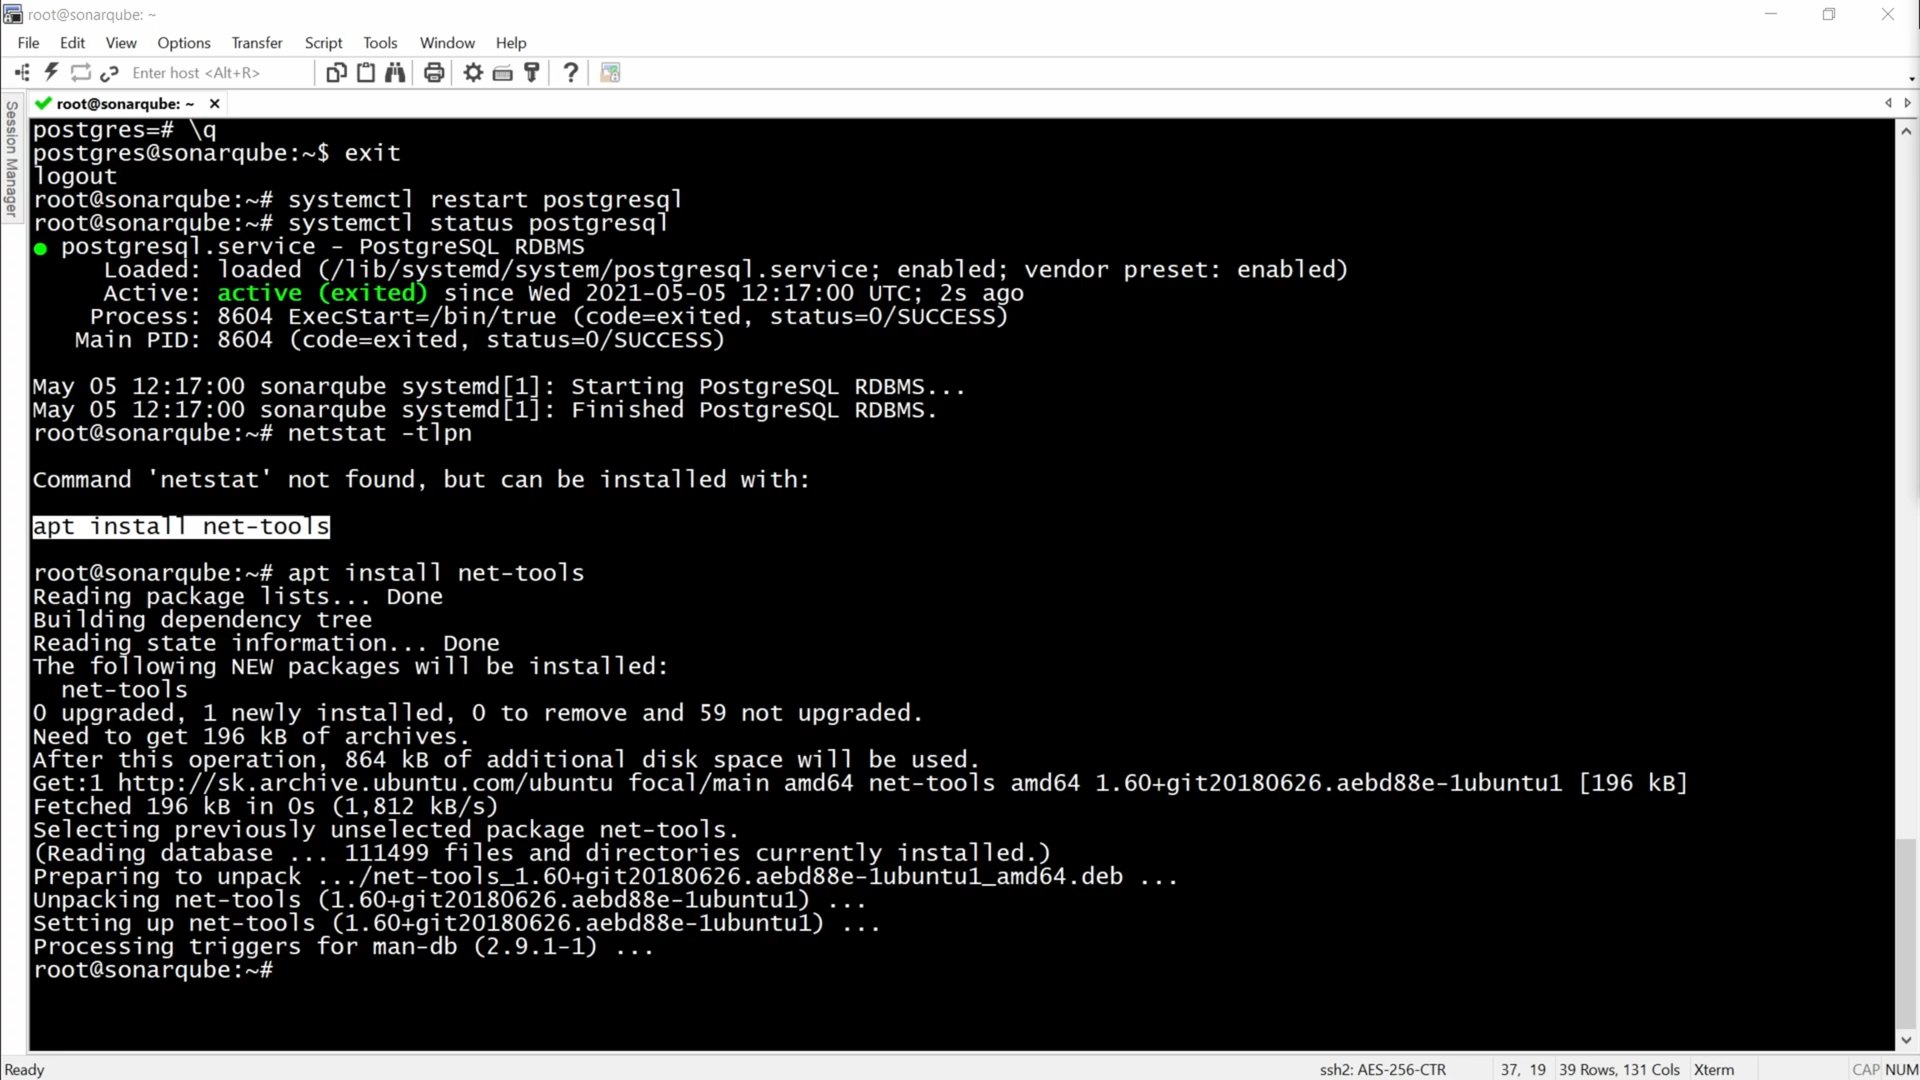 root@sonarqube: ~
File Edit View Options Transfer Script Tools Window Help
Enter host <Alt+R>
root@sonarqube: ~
Session Manager
postgres=# \q
postgres@sonarqube:~$ exit
logout
root@sonarqube:~# systemctl restart postgresql
root@sonarqube:~# systemctl status postgresql
● postgresql.service - PostgreSQL RDBMS
Loaded: loaded (/lib/systemd/system/postgresql.service; enabled; vendor preset: enabled)
Active: active (exited) since Wed 2021-05-05 12:17:00 UTC; 2s ago
Process: 8604 ExecStart=/bin/true (code=exited, status=0/SUCCESS)
Main PID: 8604 (code=exited, status=0/SUCCESS)
May 05 12:17:00 sonarqube systemd[1]: Starting PostgreSQL RDBMS...
May 05 12:17:00 sonarqube systemd[1]: Finished PostgreSQL RDBMS.
root@sonarqube:~# netstat -tlpn
Command 'netstat' not found, but can be installed with:
apt install net-tools
root@sonarqube:~# apt install net-tools
Reading package lists... Done
Building dependency tree
Reading state information... Done
The following NEW packages will be installed:
net-tools
0 upgraded, 1 newly installed, 0 to remove and 59 not upgraded.
Need to get 196 kB of archives.
After this operation, 864 kB of additional disk space will be used.
Get:1 http://sk.archive.ubuntu.com/ubuntu focal/main amd64 net-tools amd64 1.60+git20180626.aebd88e-1ubuntu1 [196 kB]
Fetched 196 kB in 0s (1,812 kB/s)
Selecting previously unselected package net-tools.
(Reading database ... 111499 files and directories currently installed.)
Preparing to unpack .../net-tools_1.60+git20180626.aebd88e-1ubuntu1_amd64.deb ...
Unpacking net-tools (1.60+git20180626.aebd88e-1ubuntu1) ...
Setting up net-tools (1.60+git20180626.aebd88e-1ubuntu1) ...
Processing triggers for man-db (2.9.1-1) ...
root@sonarqube:~#
Ready ssh2: AES-256-CTR 37, 19 39 Rows, 131 Cols Xterm CAP NUM